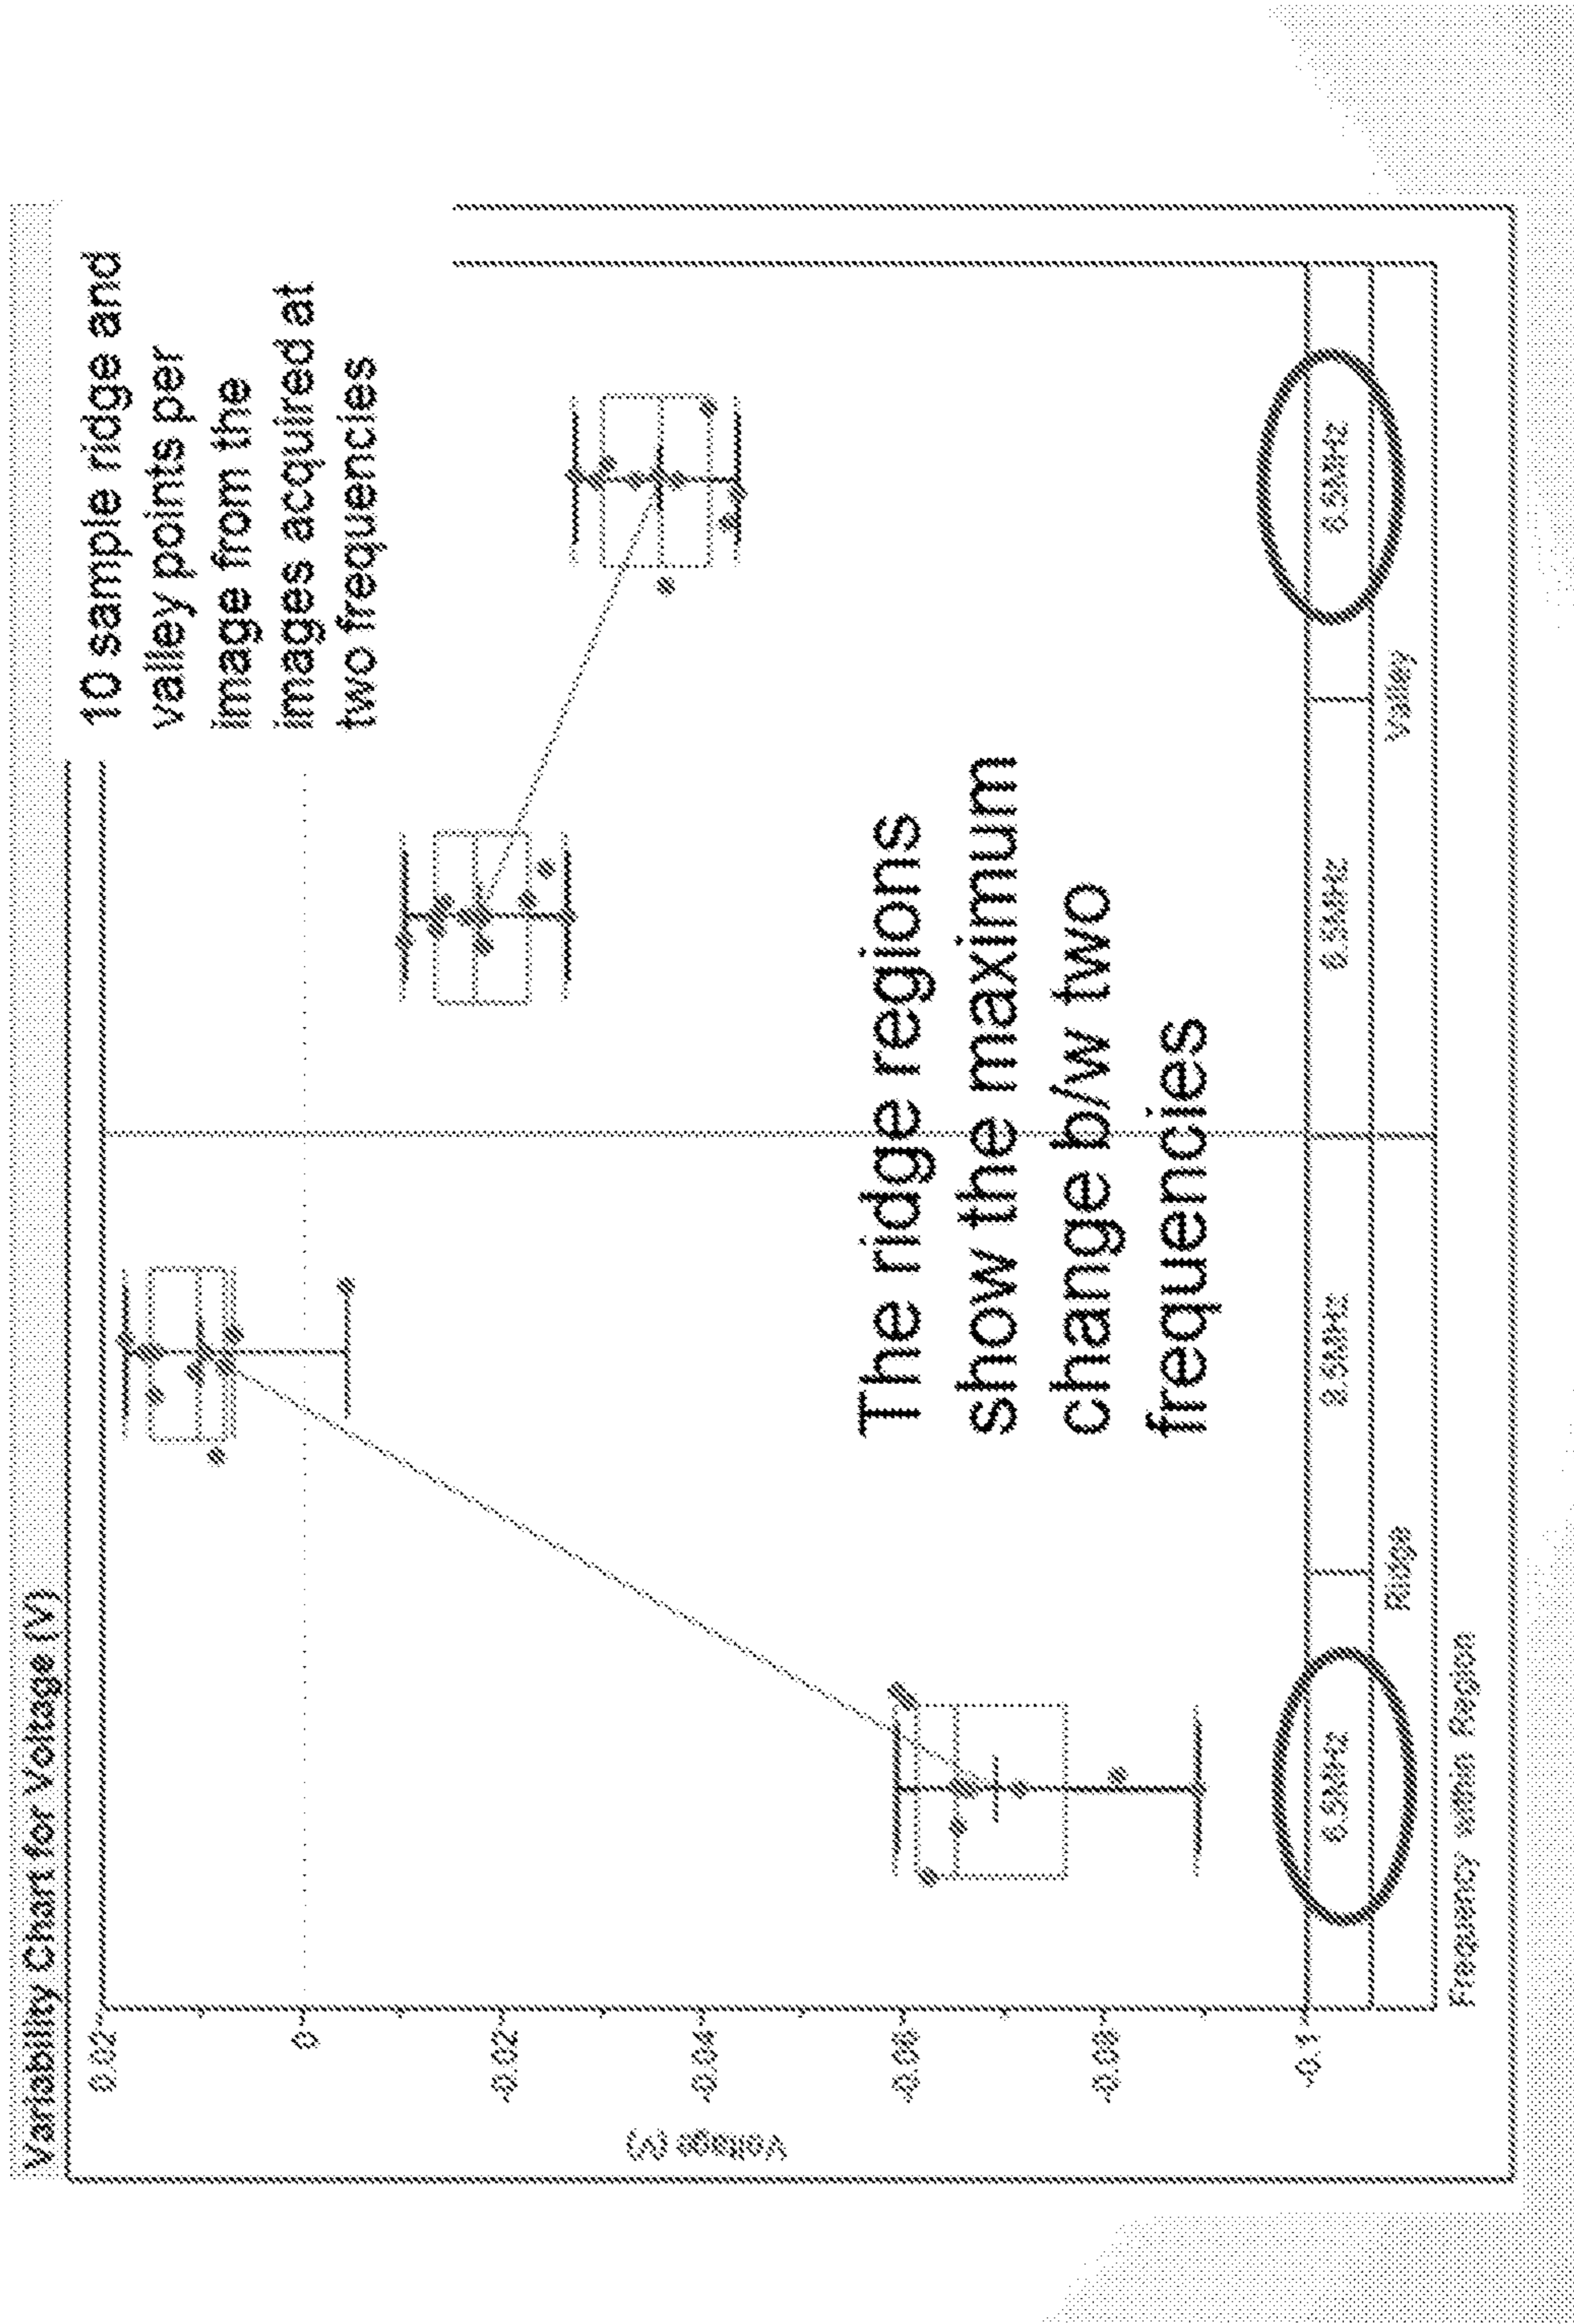 Variability Chart for Voltage (V)
10 sample ridge and
valley points per
image from the
images acquired at
two frequencies
0.02
0
-0.02
-0.04
-0.06
-0.08
-0.1
Voltage (V)
The ridge regions
show the maximum
change b/w two
frequencies
6.5MHz
Ridge Valley
Frequency within Region